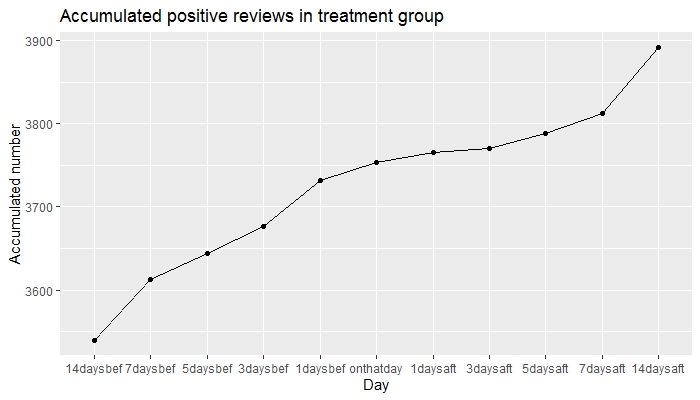 Accumulated positive reviews in treatment group
3900
3800
3700
3600
Accumulated number
14daysbef 7daysbef 5daysbef 3daysbef 1daysbef onthatday 1daysaft 3daysaft 5daysaft 7daysaft 14daysaft
Day